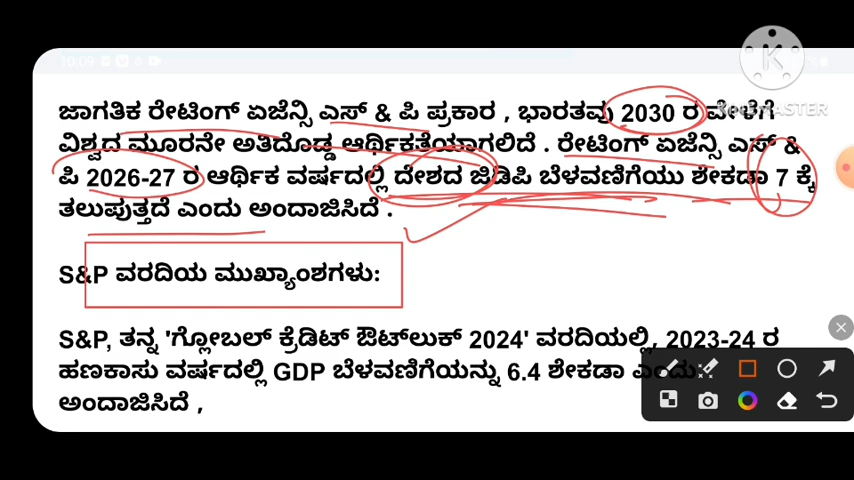 10:09
ಜಾಗತಿಕ ರೇಟಿಂಗ್ ಏಜೆನ್ಸಿ ಎಸ್ & ಪಿ ಪ್ರಕಾರ , ಭಾರತವು 2030 ರ ವೇಳೆಗೆ
ವಿಶ್ವದ ಮೂರನೇ ಅತಿದೊಡ್ಡ ಆರ್ಥಿಕತೆಯಾಗಲಿದೆ . ರೇಟಿಂಗ್ ಏಜೆನ್ಸಿ ಎಸ್ &
ಪಿ 2026-27 ರ ಆರ್ಥಿಕ ವರ್ಷದಲ್ಲಿ ದೇಶದ ಜಿಡಿಪಿ ಬೆಳವಣಿಗೆಯು ಶೇಕಡಾ 7 ಕ್ಕೆ
ತಲುಪುತ್ತದೆ ಎಂದು ಅಂದಾಜಿಸಿದೆ .
S&P ವರದಿಯ ಮುಖ್ಯಾಂಶಗಳು:
S&P, ತನ್ನ 'ಗ್ಲೋಬಲ್ ಕ್ರೆಡಿಟ್ ಔಟ್‌ಲುಕ್ 2024' ವರದಿಯಲ್ಲಿ, 2023-24 ರ
ಹಣಕಾಸು ವರ್ಷದಲ್ಲಿ GDP ಬೆಳವಣಿಗೆಯನ್ನು 6.4 ಶೇಕಡಾ ಎಂದು
ಅಂದಾಜಿಸಿದೆ ,